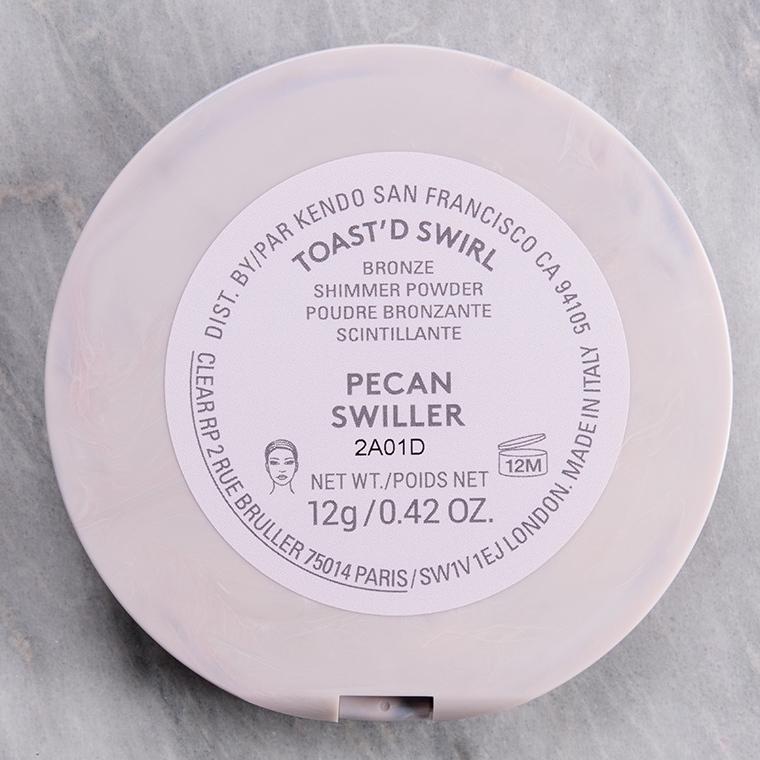 DIST. BY/PAR KENDO SAN FRANCISCO CA 94105
TOAST'D SWIRL
BRONZE
SHIMMER POWDER
POUDRE BRONZANTE
SCINTILLANTE
PECAN
SWILLER
2A01D
12M
NET WT./POIDS NET
12g/0.42 OZ.
CLEAR RP 2 RUE BRULLER 75014 PARIS/SW1V 1EJ LONDON. MADE IN ITALY